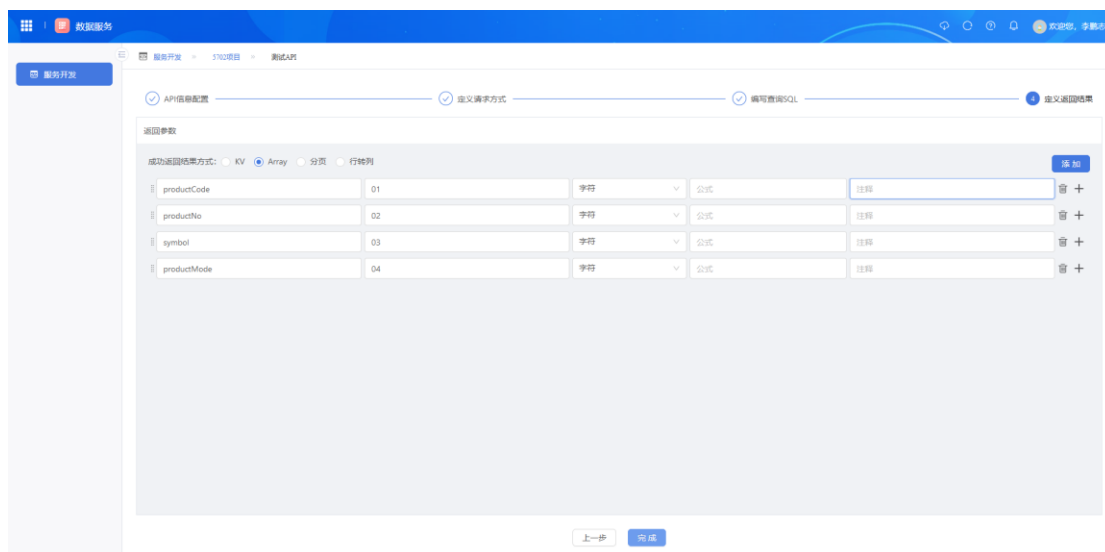 数据服务
欢迎您, 李鹏志
服务开发
服务开发 > 5702项目 > 测试API
API信息配置
定义请求方式
编写查询SQL
4 定义返回结果
返回参数
成功返回结果方式: KV Array 分页 行转列
添加
productCode 01 字符 公式 注释
productNo 02 字符 公式 注释
symbol 03 字符 公式 注释
productMode 04 字符 公式 注释
上一步 完成